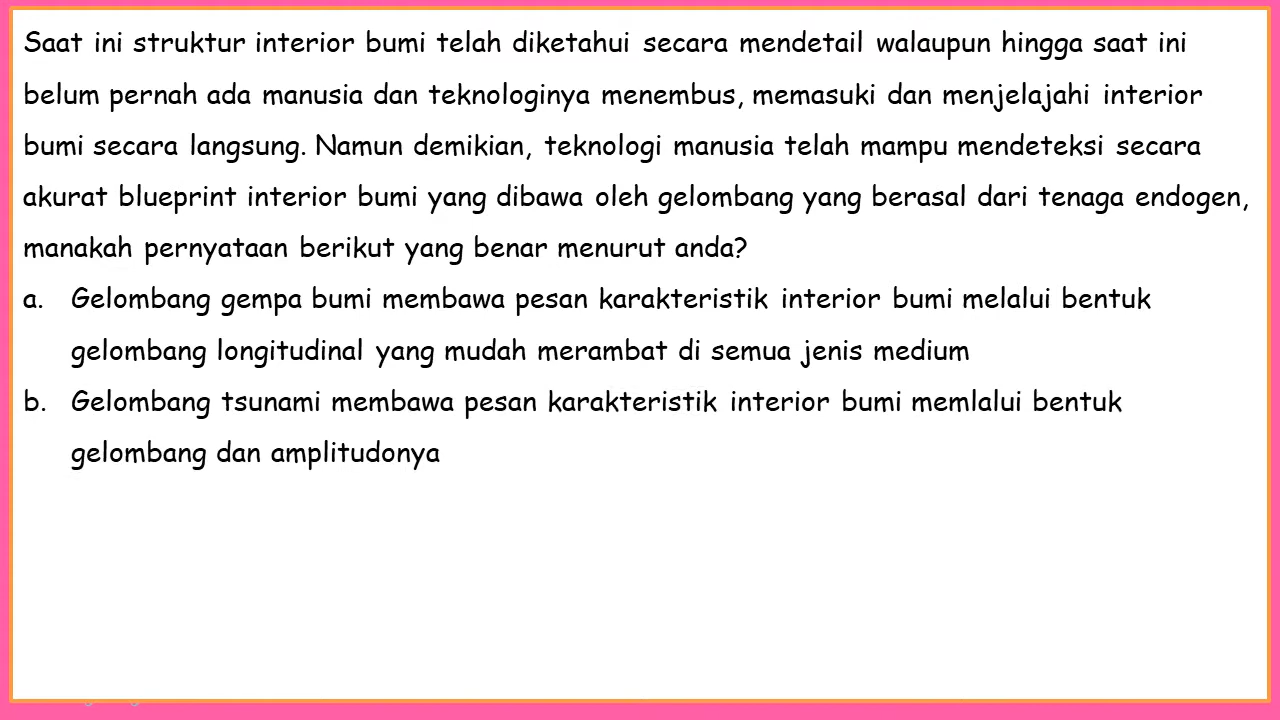 Saat ini struktur interior bumi telah diketahui secara mendetail walaupun hingga saat ini
belum pernah ada manusia dan teknologinya menembus, memasuki dan menjelajahi interior
bumi secara langsung. Namun demikian, teknologi manusia telah mampu mendeteksi secara
akurat blueprint interior bumi yang dibawa oleh gelombang yang berasal dari tenaga endogen,
manakah pernyataan berikut yang benar menurut anda?
a. Gelombang gempa bumi membawa pesan karakteristik interior bumi melalui bentuk
gelombang longitudinal yang mudah merambat di semua jenis medium
b. Gelombang tsunami membawa pesan karakteristik interior bumi memlalui bentuk
gelombang dan amplitudonya